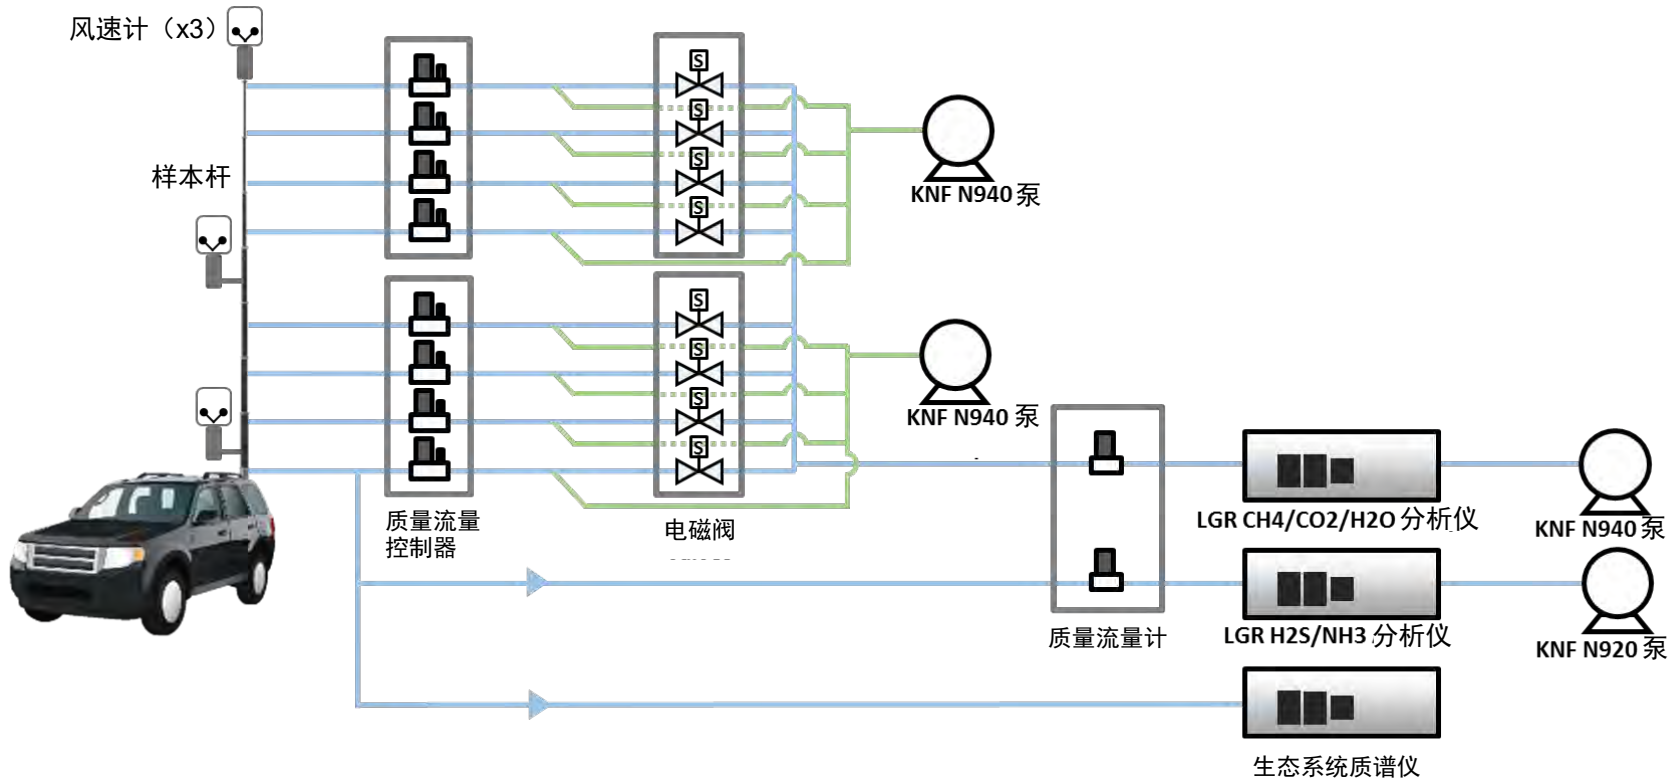 风速计（x3）
S
S
S
S
样本杆
KNF N940 泵
S
S
S
S
KNF N940 泵
质量流量
控制器
电磁阀
LGR CH4/CO2/H2O 分析仪
KNF N940 泵
质量流量计
LGR H2S/NH3 分析仪
KNF N920 泵
生态系统质谱仪